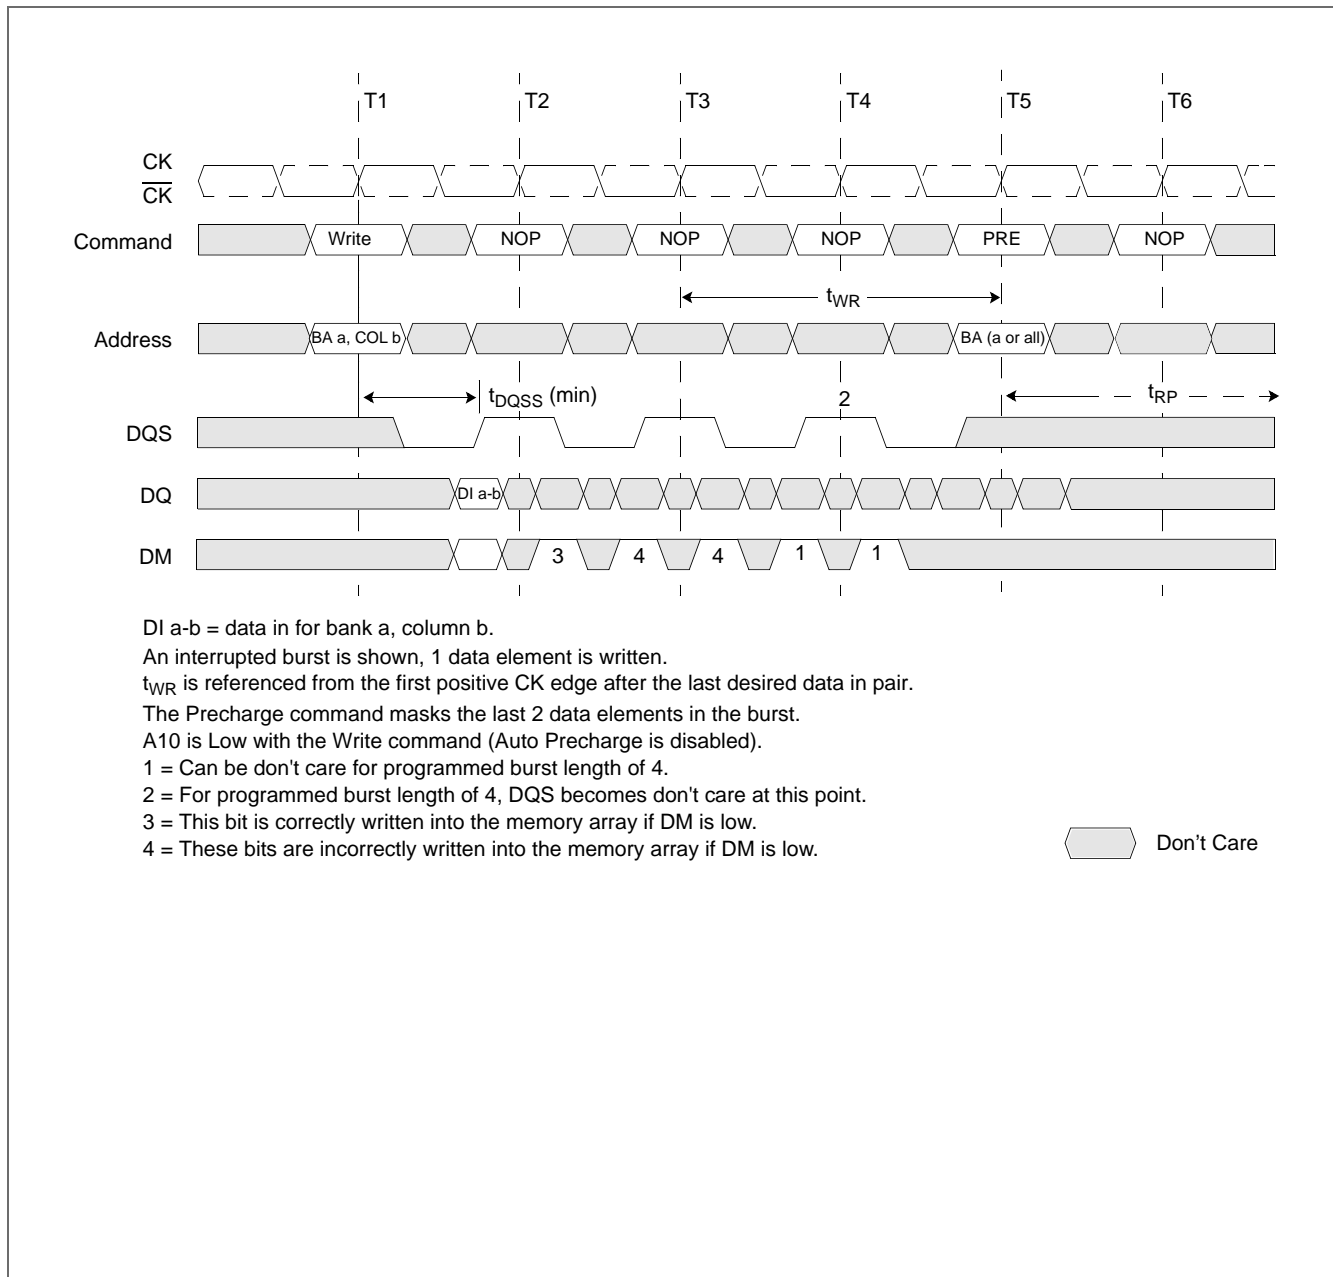 T1 T2 T3 T4 T5 T6
CK
CK
Command Write NOP NOP NOP PRE NOP
tWR
Address BA a, COL b BA (a or all)
tDQSS (min) 2 tRP
DQS
DQ DI a-b
DM 3 4 4 1 1
DI a-b = data in for bank a, column b.
An interrupted burst is shown, 1 data element is written.
tWR is referenced from the first positive CK edge after the last desired data in pair.
The Precharge command masks the last 2 data elements in the burst.
A10 is Low with the Write command (Auto Precharge is disabled).
1 = Can be don't care for programmed burst length of 4.
2 = For programmed burst length of 4, DQS becomes don't care at this point.
3 = This bit is correctly written into the memory array if DM is low.
4 = These bits are incorrectly written into the memory array if DM is low.
Don't Care